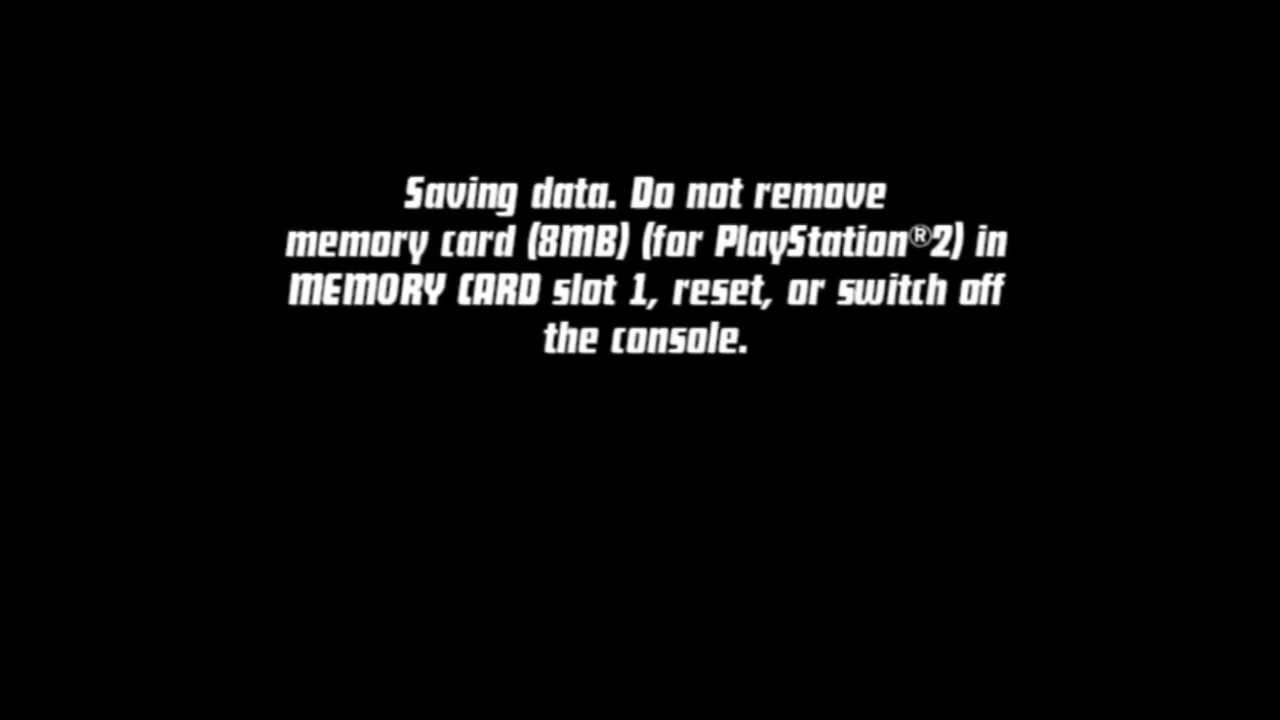 Saving data. Do not remove
memory card (8MB) (for PlayStation®2) in
MEMORY CARD slot 1, reset, or switch off
the console.